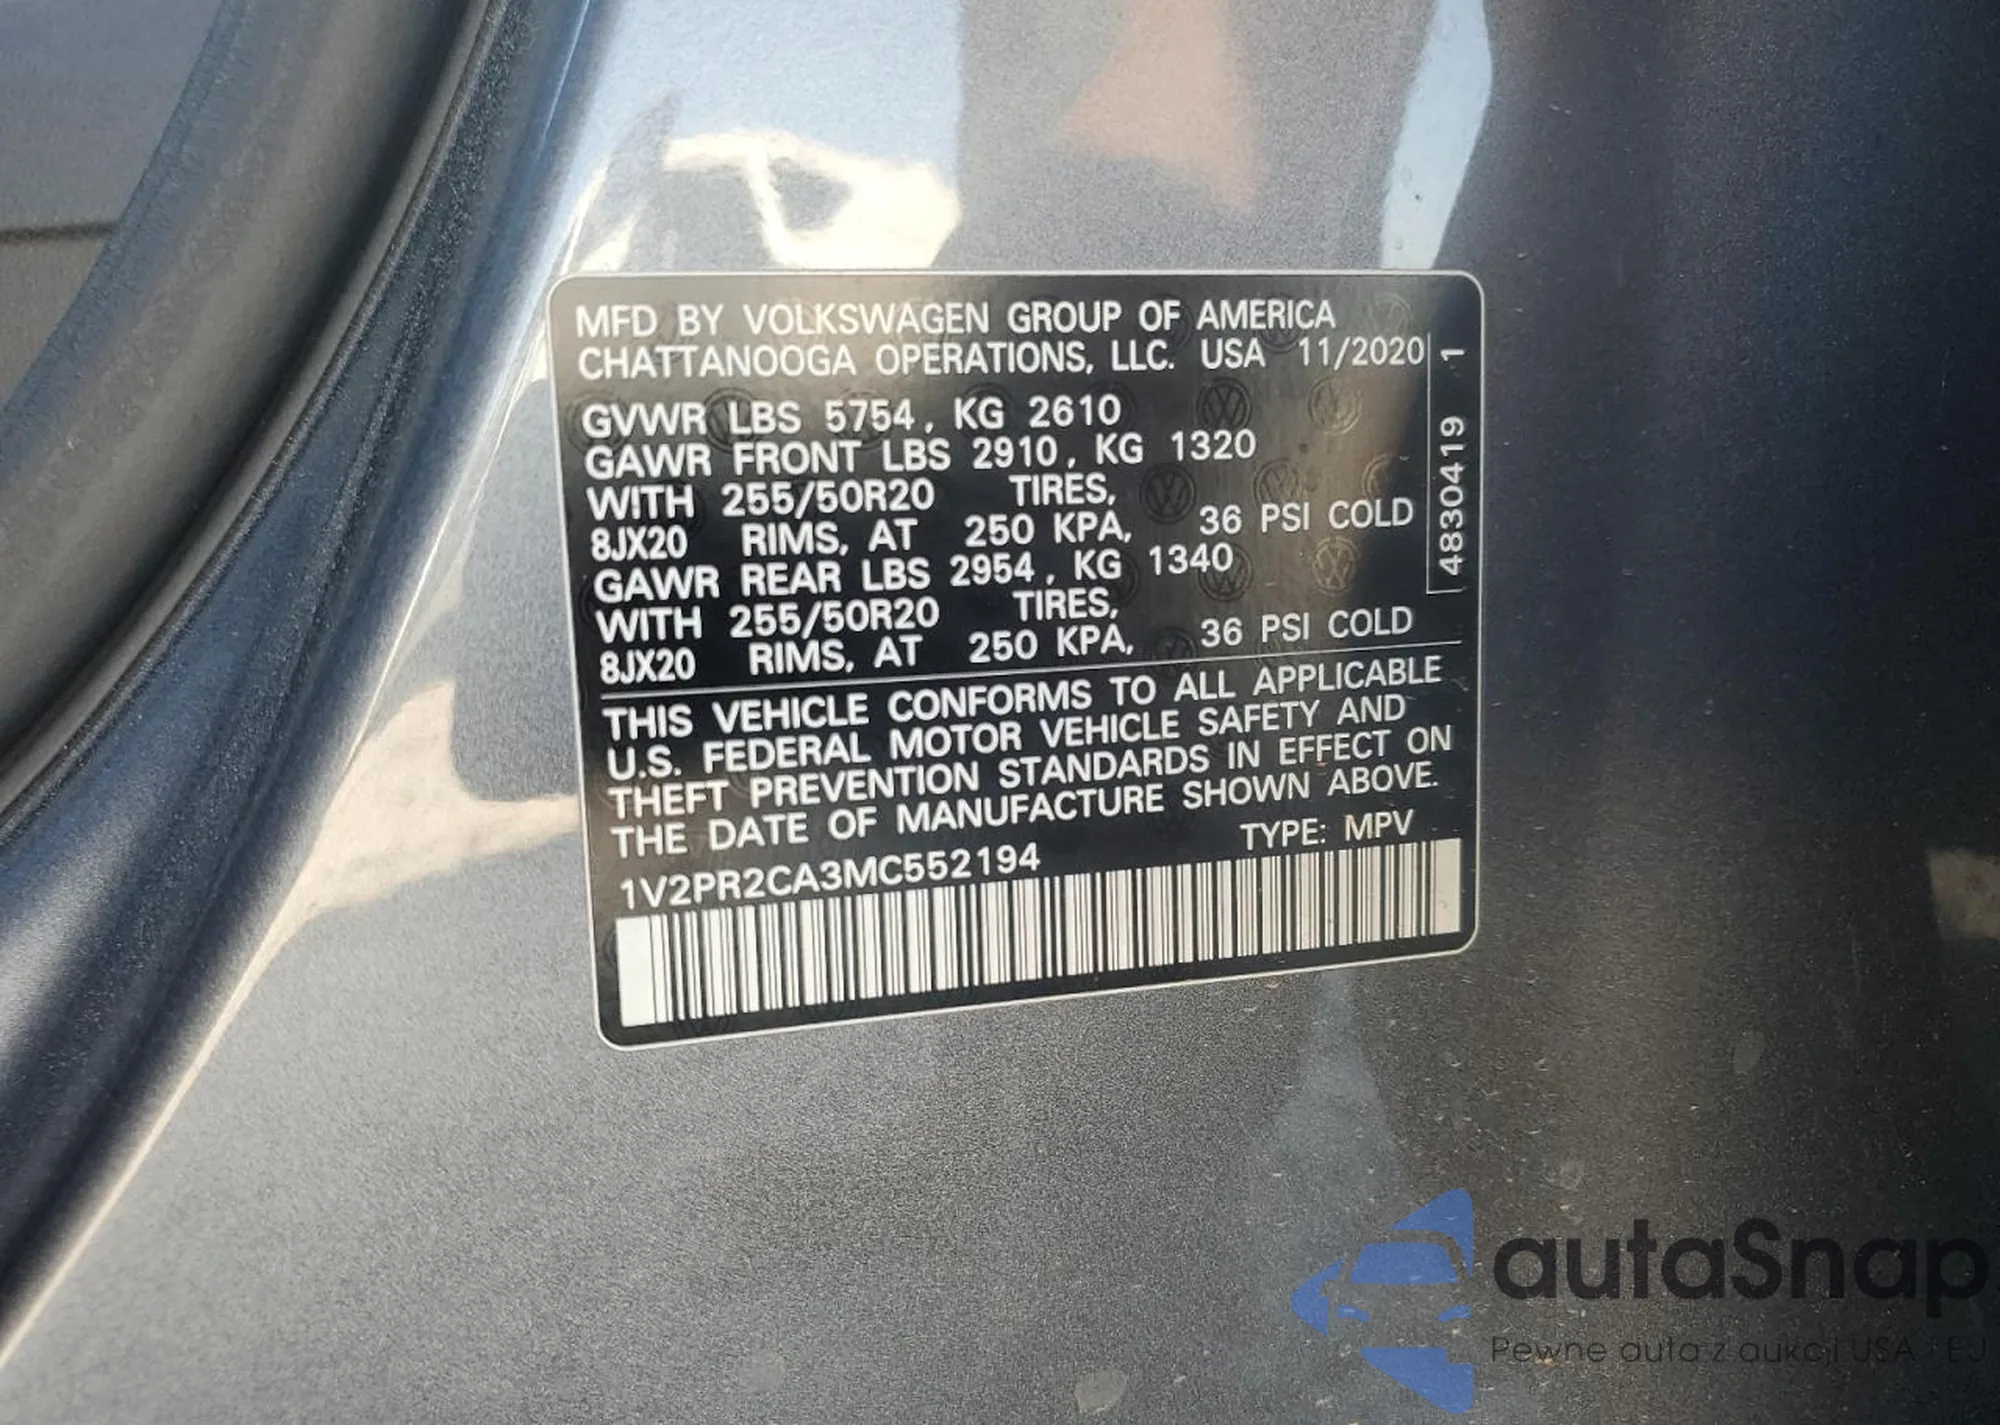 MFD BY VOLKSWAGEN GROUP OF AMERICA
CHATTANOOGA OPERATIONS, LLC. USA 11/2020
GVWR LBS 5754, KG 2610
GAWR FRONT LBS 2910, KG 1320
WITH 255/50R20 TIRES,
8JX20 RIMS, AT 250 KPA, 36 PSI COLD
GAWR REAR LBS 2954, KG 1340
WITH 255/50R20 TIRES,
8JX20 RIMS, AT 250 KPA, 36 PSI COLD
4830419 1
THIS VEHICLE CONFORMS TO ALL APPLICABLE
U.S. FEDERAL MOTOR VEHICLE SAFETY AND
THEFT PREVENTION STANDARDS IN EFFECT ON
THE DATE OF MANUFACTURE SHOWN ABOVE.
1V2PR2CA3MC552194 TYPE: MPV
autaSnap
Pewne auta z aukcji USA i EJ